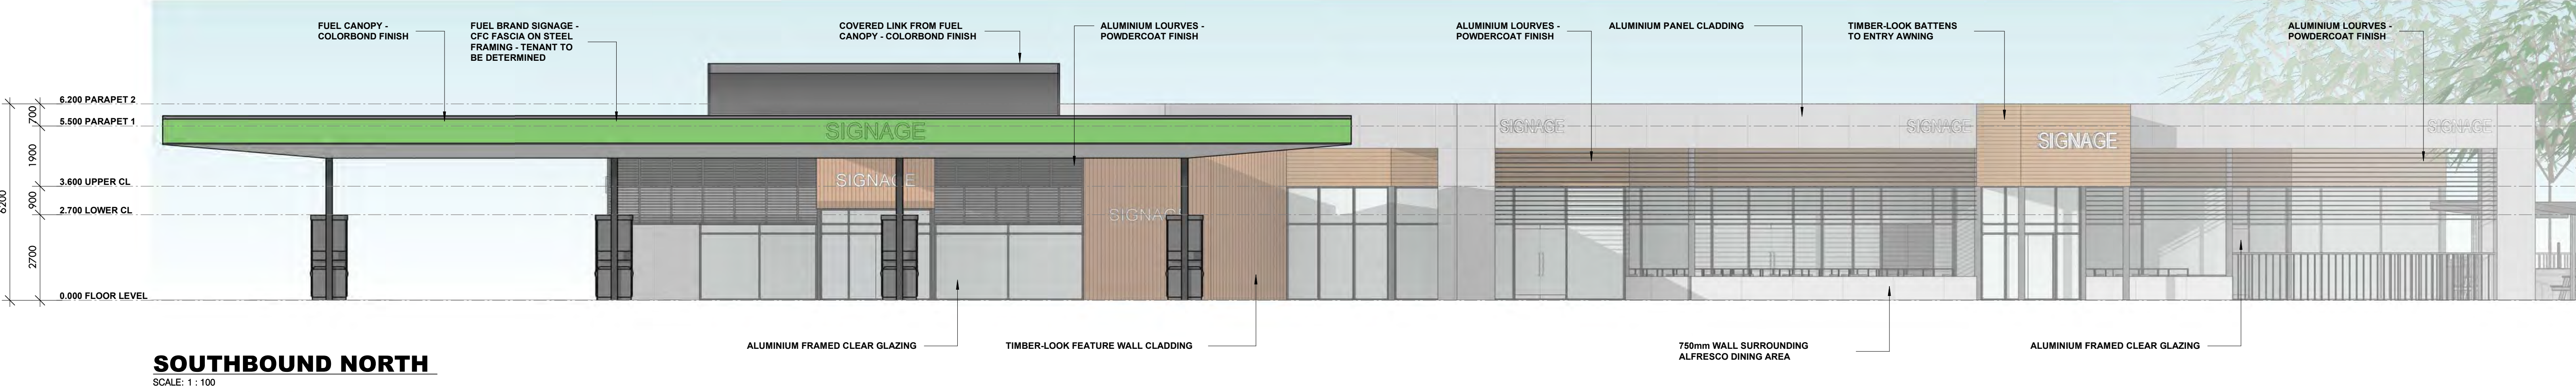 FUEL CANOPY -
COLORBOND FINISH
FUEL BRAND SIGNAGE -
CFC FASCIA ON STEEL
FRAMING - TENANT TO
BE DETERMINED
COVERED LINK FROM FUEL
CANOPY - COLORBOND FINISH
ALUMINIUM LOURVES -
POWDERCOAT FINISH
ALUMINIUM LOURVES -
POWDERCOAT FINISH
ALUMINIUM PANEL CLADDING
TIMBER-LOOK BATTENS
TO ENTRY AWNING
ALUMINIUM LOURVES -
POWDERCOAT FINISH
6.200 PARAPET 2
5.500 PARAPET 1
3.600 UPPER CL
2.700 LOWER CL
0.000 FLOOR LEVEL
6200
700
1900
900
2700
SIGNAGE
SIGNAGE
SIGNAGE
SIGNAGE
SIGNAGE
SIGNAGE
SIGNAGE
ALUMINIUM FRAMED CLEAR GLAZING
TIMBER-LOOK FEATURE WALL CLADDING
750mm WALL SURROUNDING
ALFRESCO DINING AREA
ALUMINIUM FRAMED CLEAR GLAZING
SOUTHBOUND NORTH
SCALE: 1 : 100